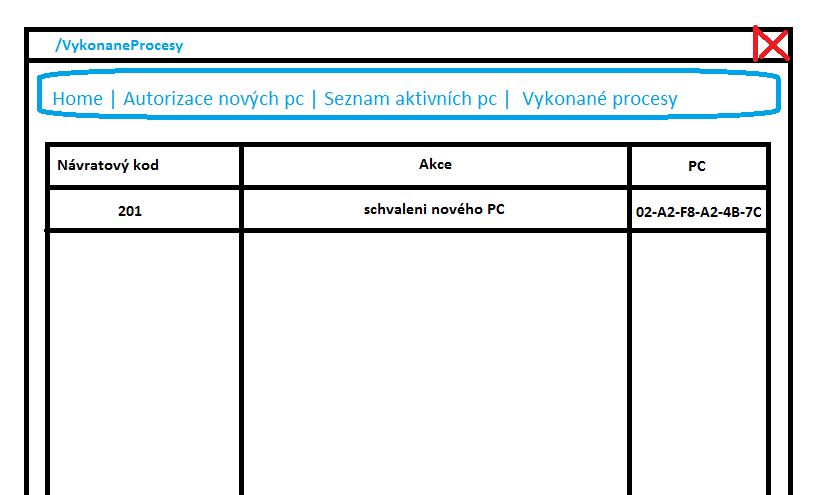 /VykonaneProcesy
Home | Autorizace nových pc | Seznam aktivních pc | Vykonané procesy
Návratový kod Akce PC
201 schvaleni nového PC 02-A2-F8-A2-4B-7C